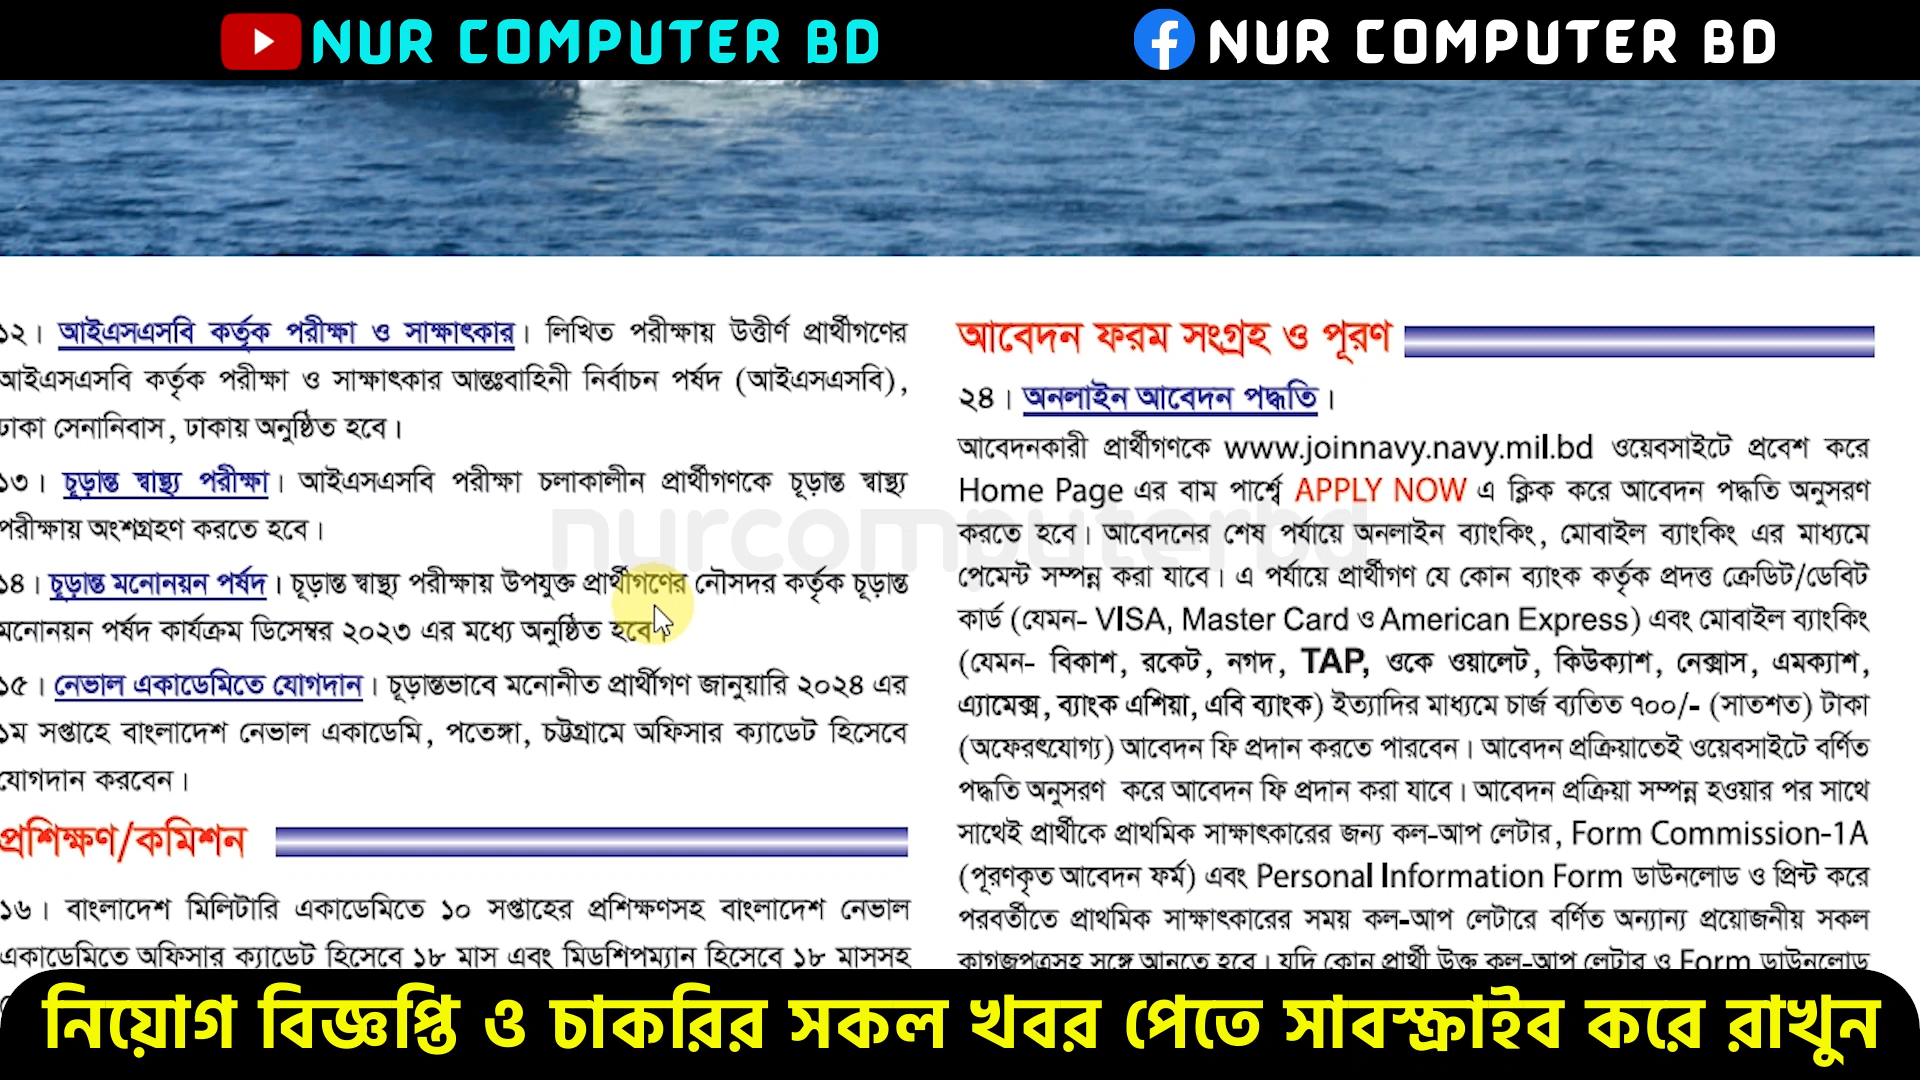 NUR COMPUTER BD
NUR COMPUTER BD
১২। আইএসএসবি কর্তৃক পরীক্ষা ও সাক্ষাৎকার। লিখিত পরীক্ষায় উত্তীর্ণ প্রার্থীগণের
আইএসএসবি কর্তৃক পরীক্ষা ও সাক্ষাৎকার আন্তঃবাহিনী নির্বাচন পর্ষদ (আইএসএসবি),
ঢাকা সেনানিবাস, ঢাকায় অনুষ্ঠিত হবে।
১৩। চূড়ান্ত স্বাস্থ্য পরীক্ষা। আইএসএসবি পরীক্ষা চলাকালীন প্রার্থীগণকে চূড়ান্ত স্বাস্থ্য
পরীক্ষায় অংশগ্রহণ করতে হবে।
১৪। চূড়ান্ত মনোনয়ন পর্ষদ। চূড়ান্ত স্বাস্থ্য পরীক্ষায় উপযুক্ত প্রার্থীগণের নৌসদর কর্তৃক চূড়ান্ত
মনোনয়ন পর্ষদ কার্যক্রম ডিসেম্বর ২০২৩ এর মধ্যে অনুষ্ঠিত হবে।
১৫। নেভাল একাডেমিতে যোগদান। চূড়ান্তভাবে মনোনীত প্রার্থীগণ জানুয়ারি ২০২৪ এর
১ম সপ্তাহে বাংলাদেশ নেভাল একাডেমি, পতেঙ্গা, চট্টগ্রামে অফিসার ক্যাডেট হিসেবে
যোগদান করবেন।
প্রশিক্ষণ/কমিশন
১৬। বাংলাদেশ মিলিটারি একাডেমিতে ১০ সপ্তাহের প্রশিক্ষণসহ বাংলাদেশ নেভাল
একাডেমিতে অফিসার ক্যাডেট হিসেবে ১৮ মাস এবং মিডশিপম্যান হিসেবে ১৮ মাসসহ
আবেদন ফরম সংগ্রহ ও পূরণ
২৪। অনলাইন আবেদন পদ্ধতি।
আবেদনকারী প্রার্থীগণকে www.joinnavy.navy.mil.bd ওয়েবসাইটে প্রবেশ করে
Home Page এর বাম পার্শ্বে APPLY NOW এ ক্লিক করে আবেদন পদ্ধতি অনুসরণ
করতে হবে। আবেদনের শেষ পর্যায়ে অনলাইন ব্যাংকিং, মোবাইল ব্যাংকিং এর মাধ্যমে
পেমেন্ট সম্পন্ন করা যাবে। এ পর্যায়ে প্রার্থীগণ যে কোন ব্যাংক কর্তৃক প্রদত্ত ক্রেডিট/ডেবিট
কার্ড (যেমন- VISA, Master Card ও American Express) এবং মোবাইল ব্যাংকিং
(যেমন- বিকাশ, রকেট, নগদ, TAP, ওকে ওয়ালেট, কিউক্যাশ, নেক্সাস, এমক্যাশ,
এ্যামেক্স, ব্যাংক এশিয়া, এবি ব্যাংক) ইত্যাদির মাধ্যমে চার্জ ব্যতিত ৭০০/- (সাতশত) টাকা
(অফেরৎযোগ্য) আবেদন ফি প্রদান করতে পারবেন। আবেদন প্রক্রিয়াতেই ওয়েবসাইটে বর্ণিত
পদ্ধতি অনুসরণ করে আবেদন ফি প্রদান করা যাবে। আবেদন প্রক্রিয়া সম্পন্ন হওয়ার পর সাথে
সাথেই প্রার্থীকে প্রাথমিক সাক্ষাৎকারের জন্য কল-আপ লেটার, Form Commission-1A
(পূরণকৃত আবেদন ফর্ম) এবং Personal Information Form ডাউনলোড ও প্রিন্ট করে
পরবর্তীতে প্রাথমিক সাক্ষাৎকারের সময় কল-আপ লেটারে বর্ণিত অন্যান্য প্রয়োজনীয় সকল
কাগজপত্রসহ সঙ্গে আনতে হবে। যদি কোন প্রার্থী উক্ত কল-আপ লেটার ও Form ডাউনলোড
nurcomputerbd
নিয়োগ বিজ্ঞপ্তি ও চাকরির সকল খবর পেতে সাবস্ক্রাইব করে রাখুন